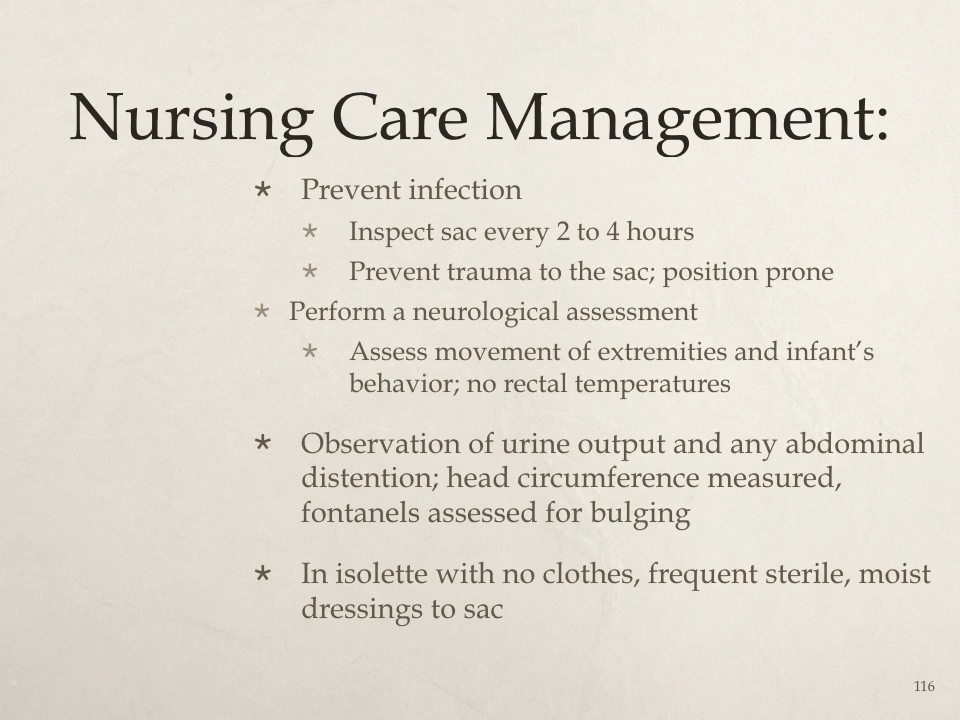 Nursing Care Management:
* Prevent infection
* Inspect sac every 2 to 4 hours
* Prevent trauma to the sac; position prone
* Perform a neurological assessment
* Assess movement of extremities and infant’s
behavior; no rectal temperatures
* Observation of urine output and any abdominal
distention; head circumference measured,
fontanels assessed for bulging
* In isolette with no clothes, frequent sterile, moist
dressings to sac
116